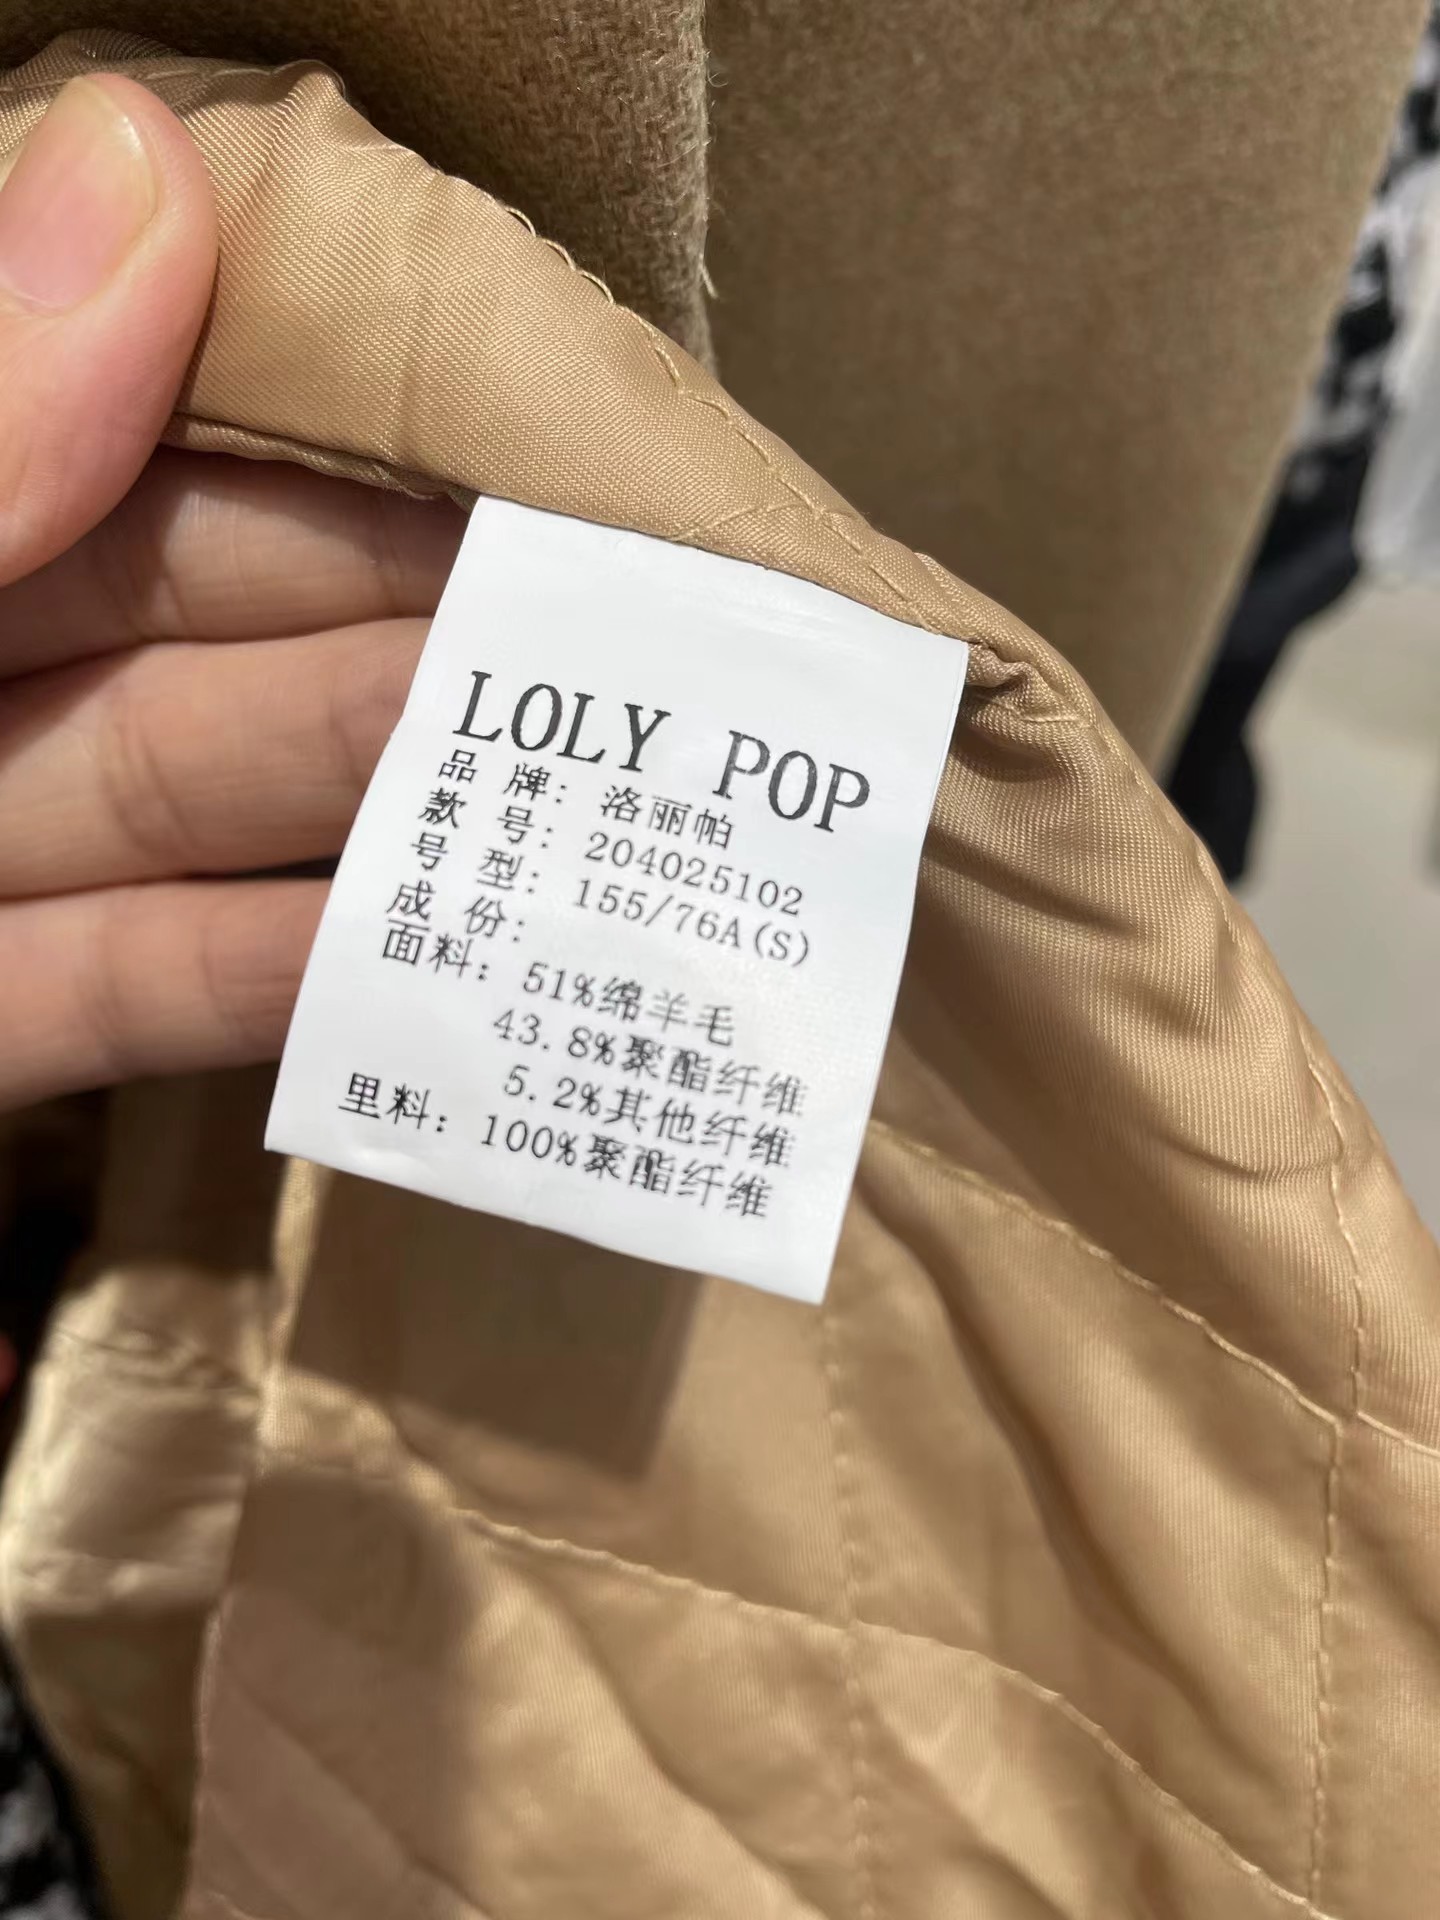 LOLY POP
品 牌: 洛丽帕
款 号: 204025102
号 型: 155/76A(S)
成 份:
面料: 51%绵羊毛
43.8%聚酯纤维
5.2%其他纤维
里料: 100%聚酯纤维